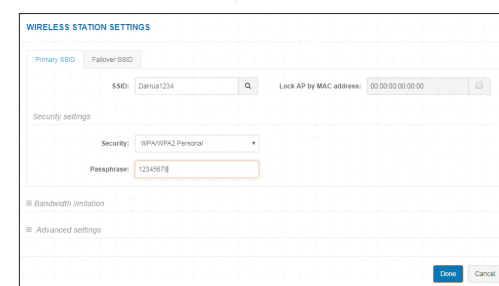 WIRELESS STATION SETTINGS
Primary SSID Failover SSID
SSID: DaHua1234 Lock AP by MAC address: 00:00:00:00:00:00
Security settings
Security: WPA/WPA2 Personal
Passphrase: 12345678
Bandwidth limitation
Advanced settings
Done Cancel